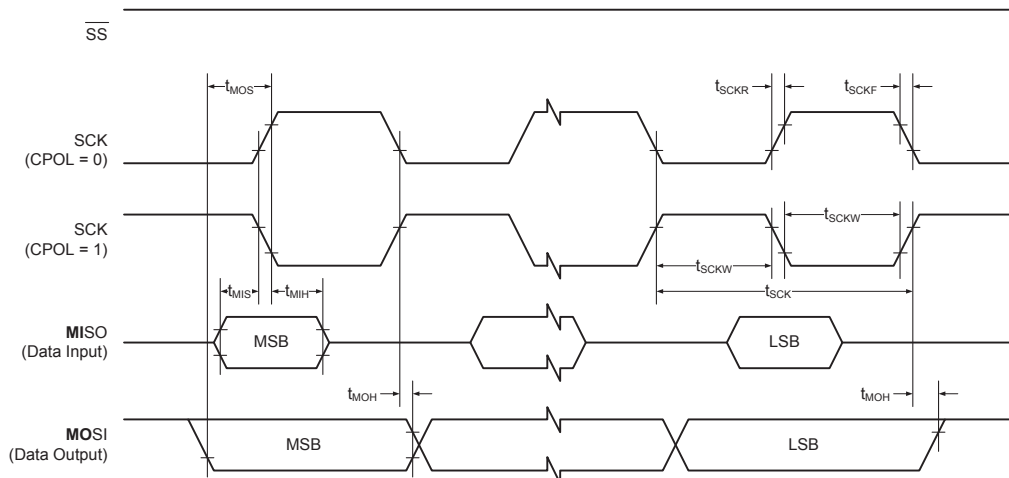 SS
tMOS
tSCKR
tSCKF
SCK
(CPOL = 0)
SCK
(CPOL = 1)
tSCKW
tSCKW
tMIS
tMIH
tSCK
MISO
(Data Input)
MSB
LSB
tMOH
tMOH
MOSI
(Data Output)
MSB
LSB